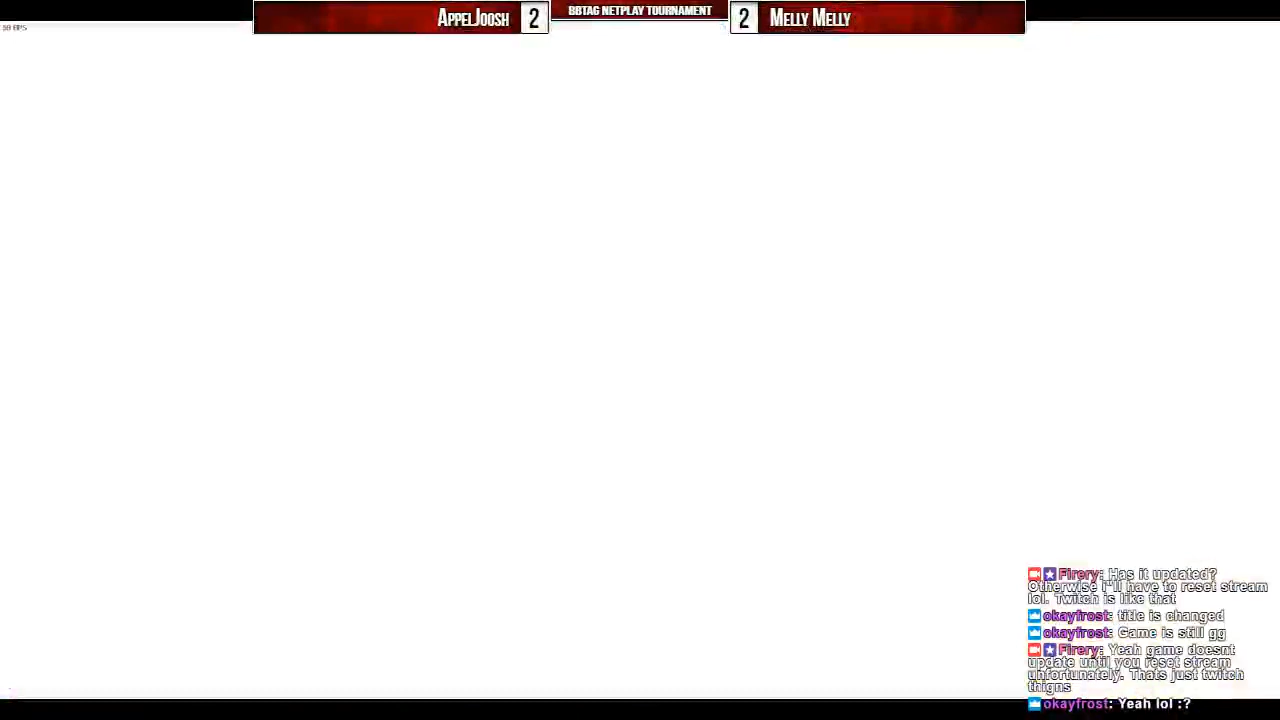 AppelJoosh 2 BBTAG NETPLAY TOURNAMENT 2 Melly Melly
Firery: Has it updated?
Otherwise i'll have to reset stream
lol. Twitch is like that
okayfrost: title is changed
okayfrost: Game is still gg
Firery: Yeah game doesnt
update until you reset stream
unfortunately. Thats just twitch
thigns
okayfrost: Yeah lol :?